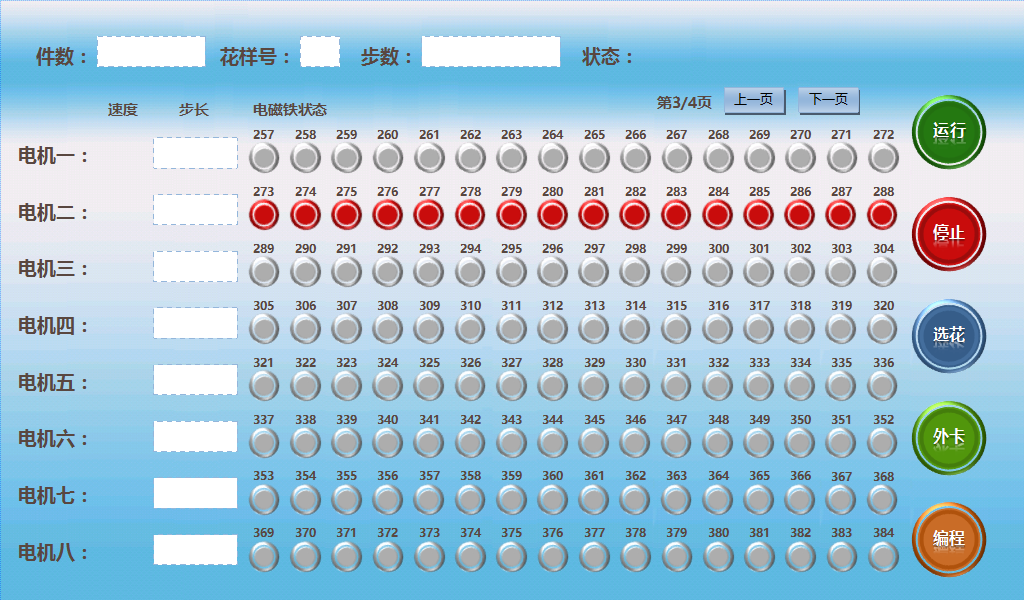 件数： 花样号： 步数： 状态：
速度 步长 电磁铁状态 第3/4页 上一页 下一页
257 258 259 260 261 262 263 264 265 266 267 268 269 270 271 272
电机一：
运行
273 274 275 276 277 278 279 280 281 282 283 284 285 286 287 288
电机二：
停止
289 290 291 292 293 294 295 296 297 298 299 300 301 302 303 304
电机三：
305 306 307 308 309 310 311 312 313 314 315 316 317 318 319 320
电机四：
选花
321 322 323 324 325 326 327 328 329 330 331 332 333 334 335 336
电机五：
337 338 339 340 341 342 343 344 345 346 347 348 349 350 351 352
电机六：
外卡
353 354 355 356 357 358 359 360 361 362 363 364 365 366 367 368
电机七：
369 370 371 372 373 374 375 376 377 378 379 380 381 382 383 384
电机八：
编程